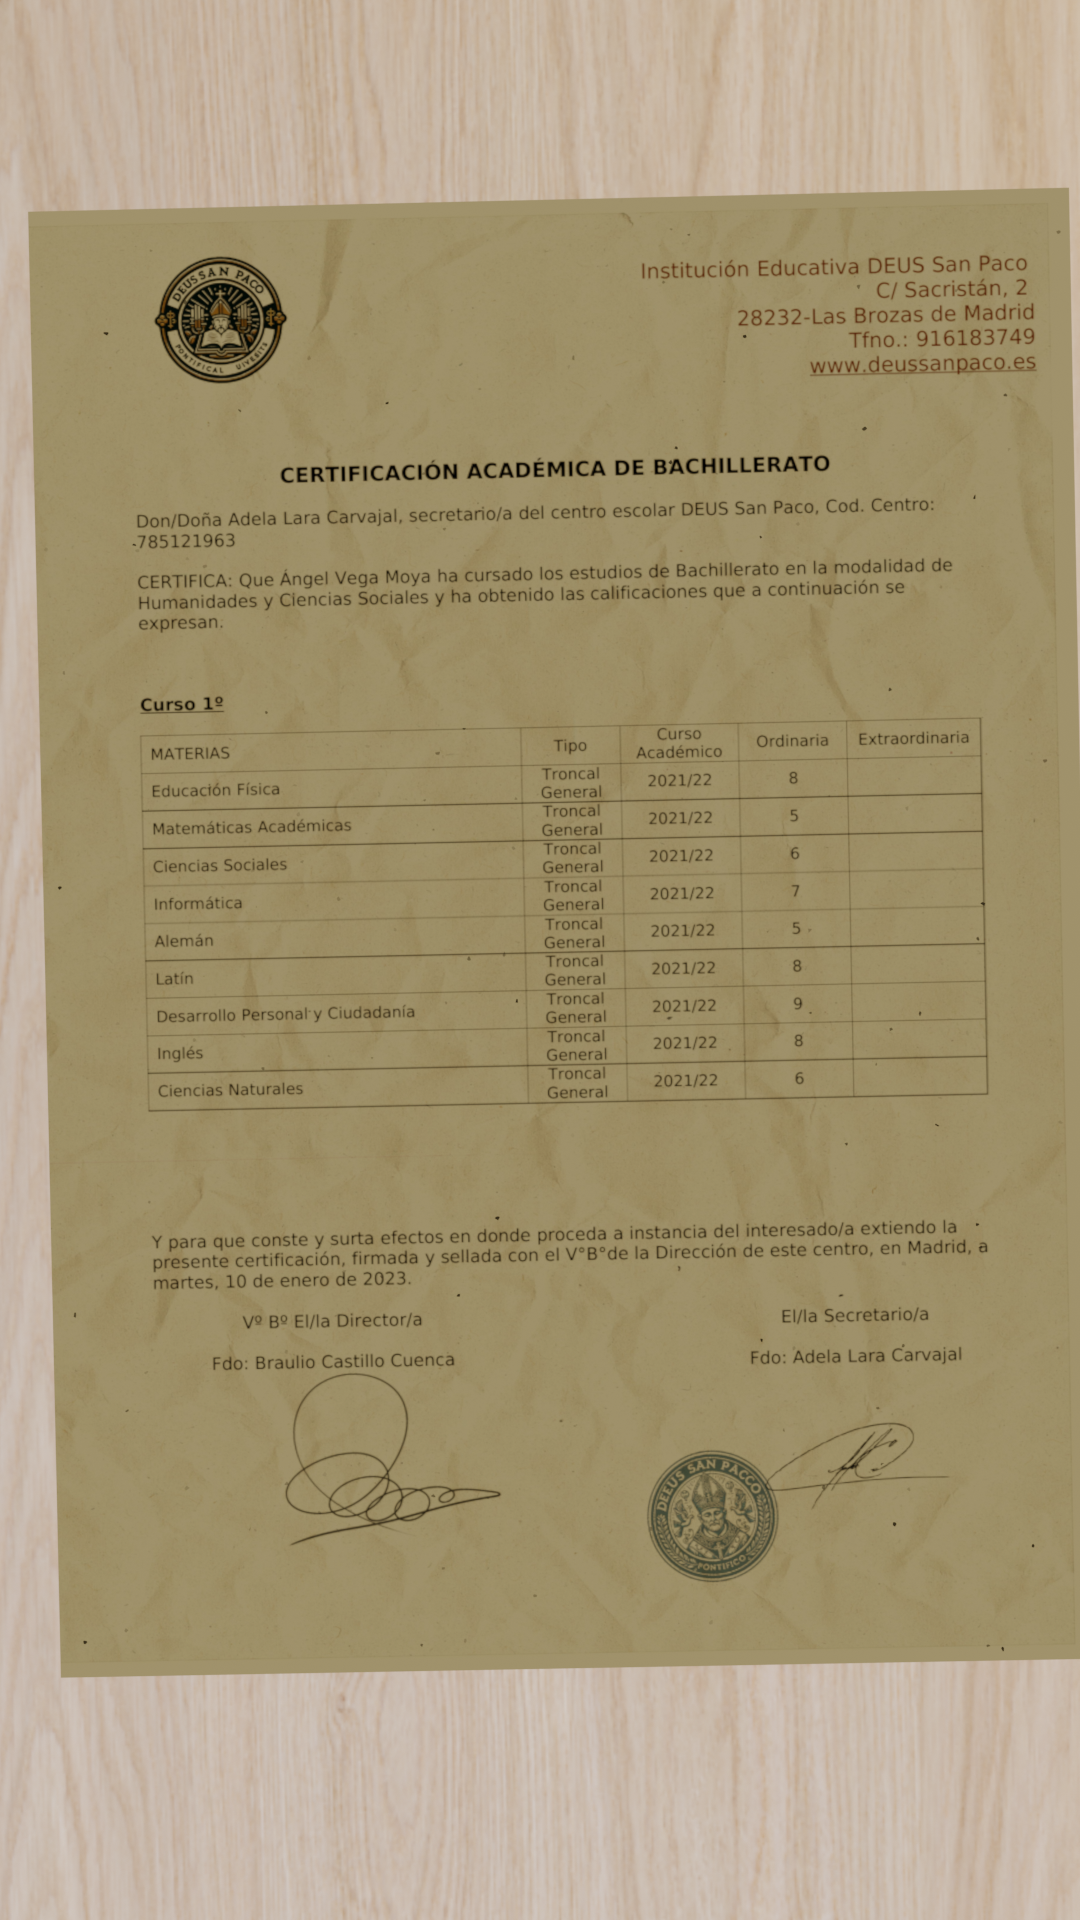 DEUS SAN PACO
PONTIFICAL UIVERITS
Institución Educativa DEUS San Paco
C/ Sacristán, 2
28232-Las Brozas de Madrid
Tfno.: 916183749
www.deussanpaco.es
CERTIFICACIÓN ACADÉMICA DE BACHILLERATO
Don/Doña Adela Lara Carvajal, secretario/a del centro escolar DEUS San Paco, Cod. Centro:
785121963
CERTIFICA: Que Ángel Vega Moya ha cursado los estudios de Bachillerato en la modalidad de
Humanidades y Ciencias Sociales y ha obtenido las calificaciones que a continuación se
expresan.
Curso 1º
MATERIAS Tipo Curso Académico Ordinaria Extraordinaria
Educación Física Troncal General 2021/22 8
Matemáticas Académicas Troncal General 2021/22 5
Ciencias Sociales Troncal General 2021/22 6
Informática Troncal General 2021/22 7
Alemán Troncal General 2021/22 5
Latín Troncal General 2021/22 8
Desarrollo Personal y Ciudadanía Troncal General 2021/22 9
Inglés Troncal General 2021/22 8
Ciencias Naturales Troncal General 2021/22 6
Y para que conste y surta efectos en donde proceda a instancia del interesado/a extiendo la
presente certificación, firmada y sellada con el V°B°de la Dirección de este centro, en Madrid, a
martes, 10 de enero de 2023.
Vº Bº El/la Director/a El/la Secretario/a
Fdo: Braulio Castillo Cuenca Fdo: Adela Lara Carvajal
DEEUS SAN PACCO
PONTIFICO